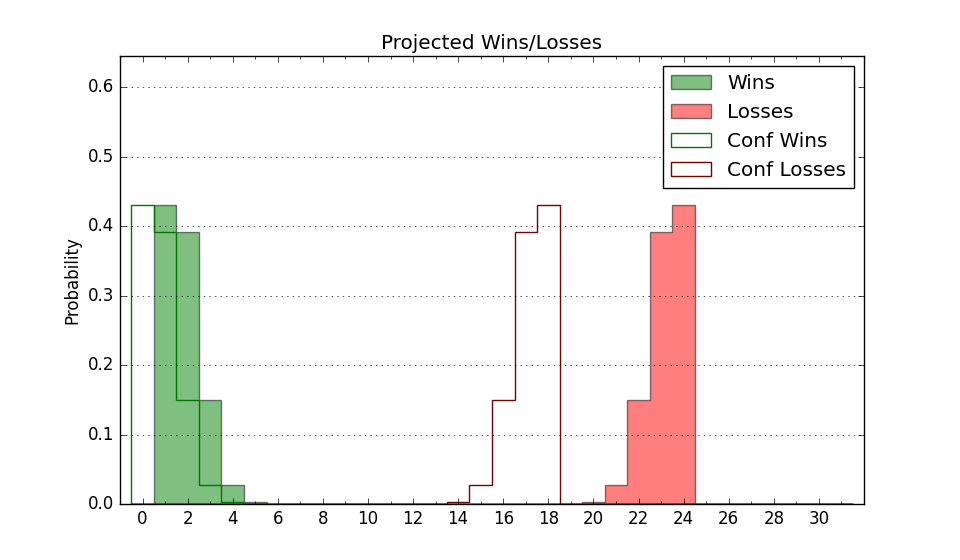 Projected Wins/Losses
Wins
Losses
Conf Wins
Conf Losses
Probability
0.6
0.5
0.4
0.3
0.2
0.1
0.0
0 2 4 6 8 10 12 14 16 18 20 22 24 26 28 30